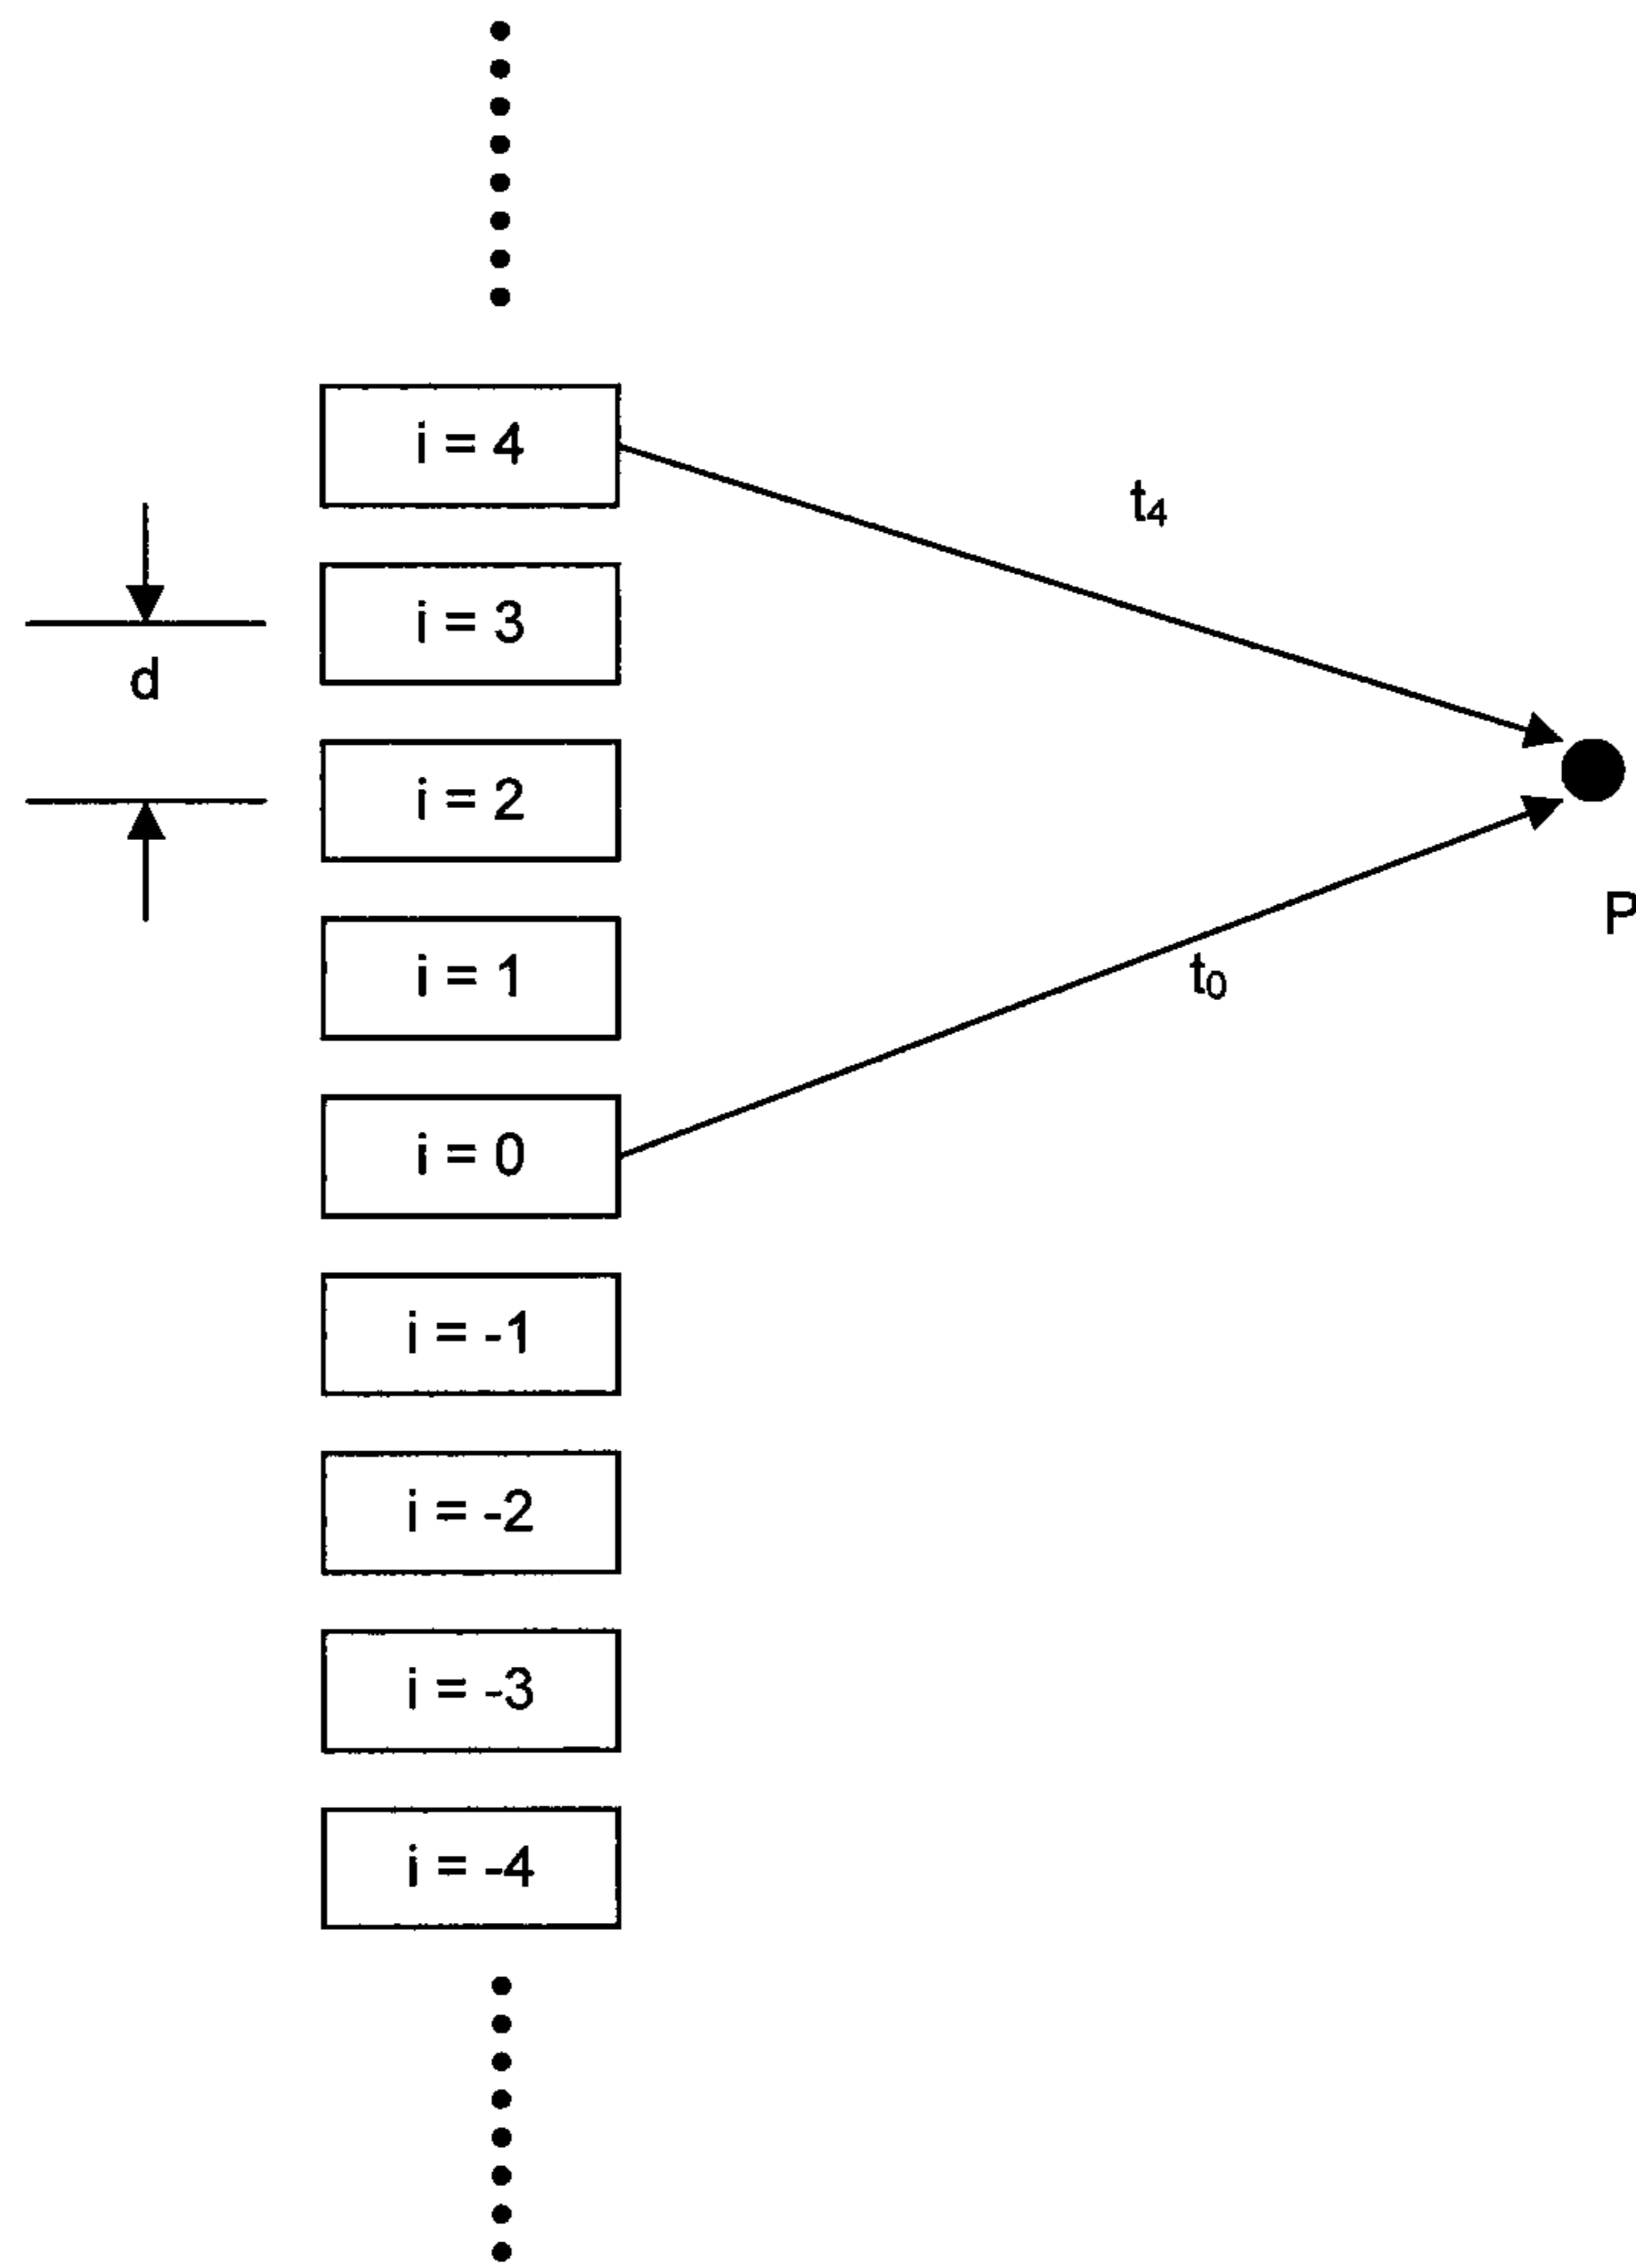 i = 4
t4
i = 3
d
i = 2
P
i = 1
t0
i = 0
i = -1
i = -2
i = -3
i = -4